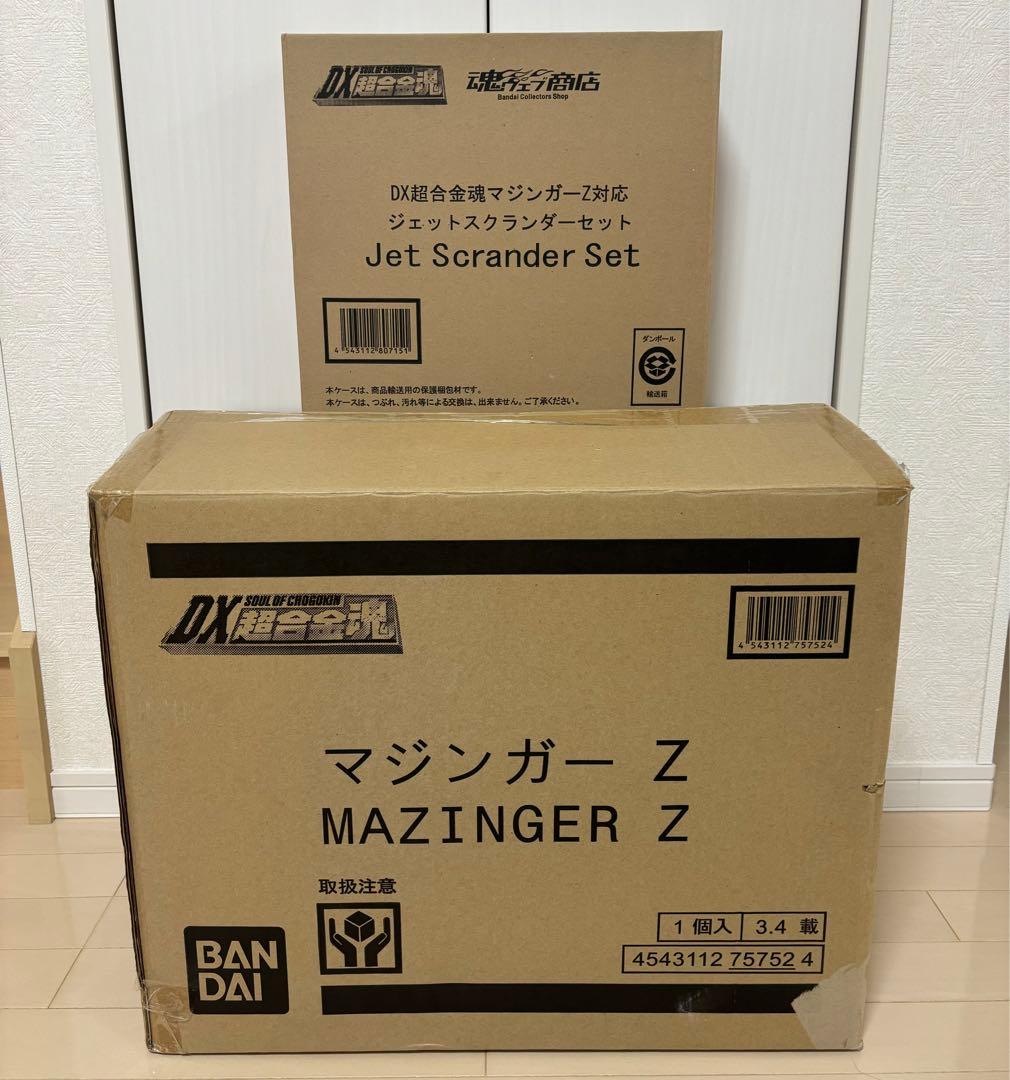 DX SOUL OF CHOGOKIN 超合金魂
魂ウェブ商店
Bandai Collectors Shop
DX超合金魂マジンガーZ対応
ジェットスクランダーセット
Jet Scrander Set
4 543112 807151
ダンボール
輸送箱
本ケースは、商品輸送用の保護梱包材です。
本ケースは、つぶれ、汚れ等による交換は、出来ません。ご了承ください。
DX SOUL OF CHOGOKIN 超合金魂
4 543112 757524
マジンガー Z
MAZINGER Z
取扱注意
BAN
DAI
1個入 3.4 載
4543112 75752 4